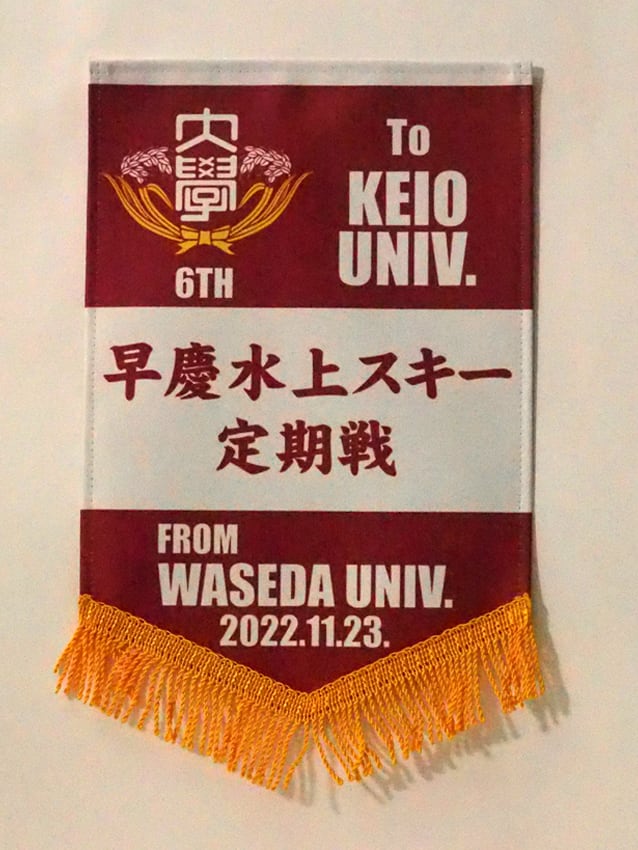 大學
6TH
To
KEIO
UNIV.
早慶水上スキー
定期戦
FROM
WASEDA UNIV.
2022.11.23.